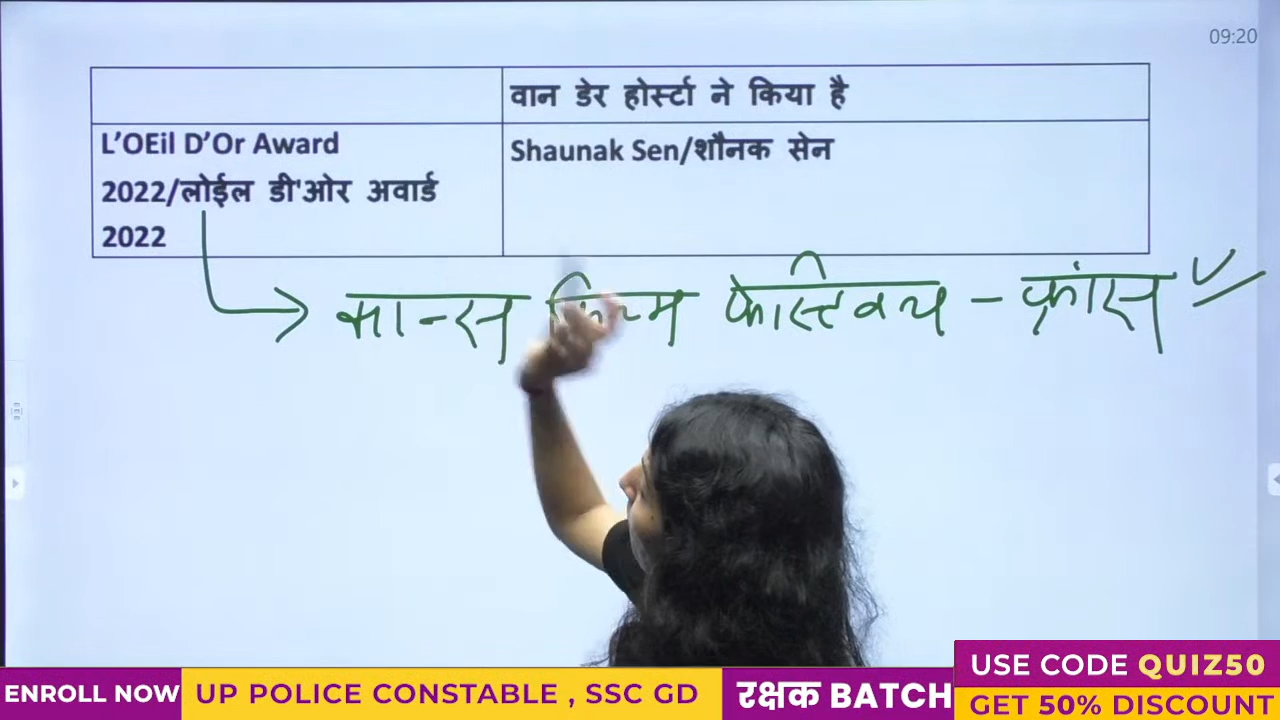 09:20
वान डेर होर्स्टा ने किया है
L'OEil D'Or Award
2022/लोईल डी'ओर अवार्ड
2022
Shaunak Sen/शौनक सेन
कान्स फिल्म फेस्टिवल - फ्रांस
USE CODE QUIZ50
ENROLL NOW UP POLICE CONSTABLE , SSC GD रक्षक BATCH
GET 50% DISCOUNT